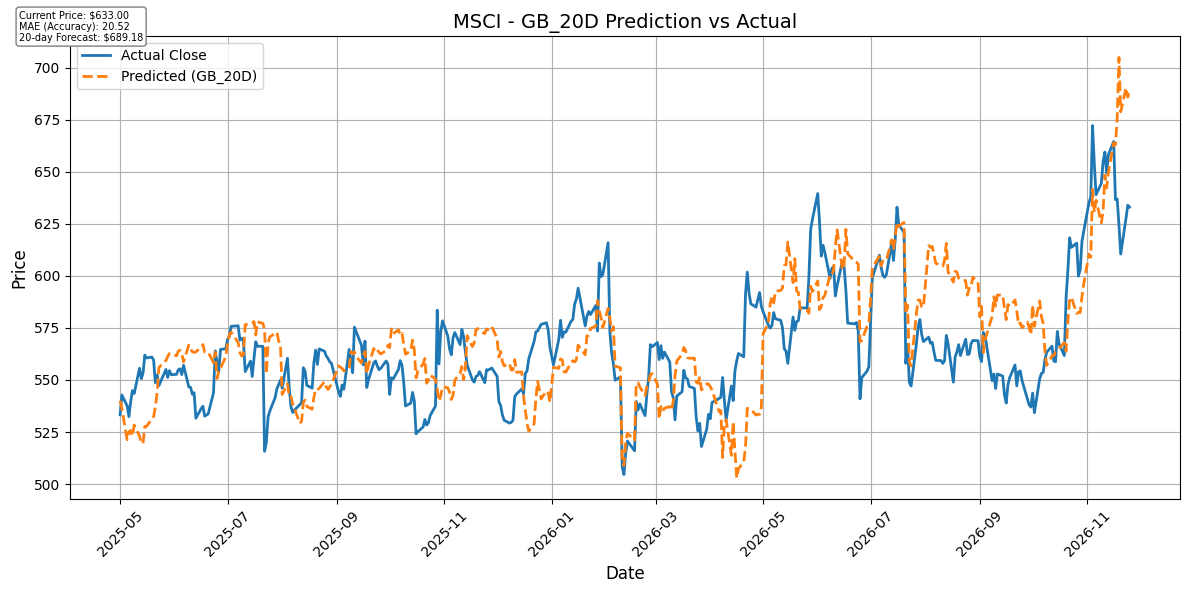 MSCI - GB_20D Prediction vs Actual
Current Price: $633.00
MAE (Accuracy): 20.52
20-day Forecast: $689.18
Actual Close
Predicted (GB_20D)
Price
700
675
650
625
600
575
550
525
500
2025-05
2025-07
2025-09
2025-11
2026-01
2026-03
2026-05
2026-07
2026-09
2026-11
Date